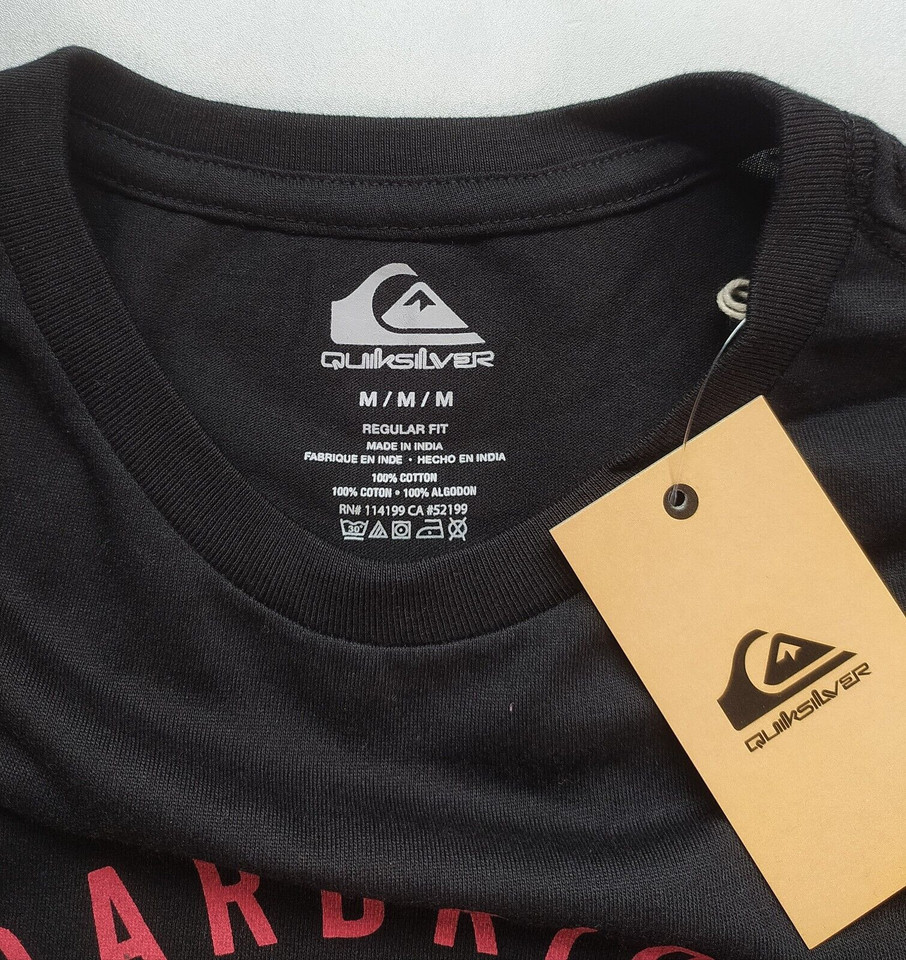 QUIKSILVER
M / M / M
REGULAR FIT
MADE IN INDIA
FABRIQUE EN INDE • HECHO EN INDIA
100% COTTON
100% COTON • 100% ALGODON
RN# 114199 CA #52199
30°
QUIKSILVER